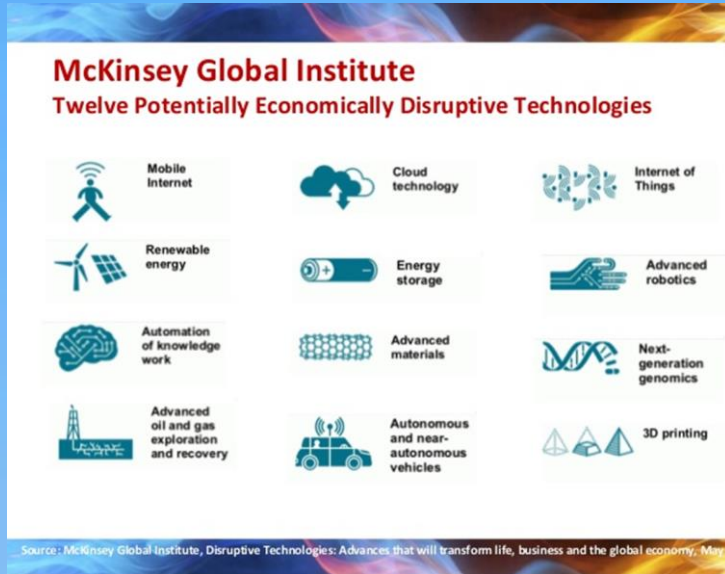 McKinsey Global Institute
Twelve Potentially Economically Disruptive Technologies
Mobile
Internet
Cloud
technology
Internet of
Things
Renewable
energy
Energy
storage
Advanced
robotics
Automation
of knowledge
work
Advanced
materials
Next-
generation
genomics
Advanced
oil and gas
exploration
and recovery
Autonomous
and near-
autonomous
vehicles
3D printing
Source: McKinsey Global Institute, Disruptive Technologies: Advances that will transform life, business and the global economy, May